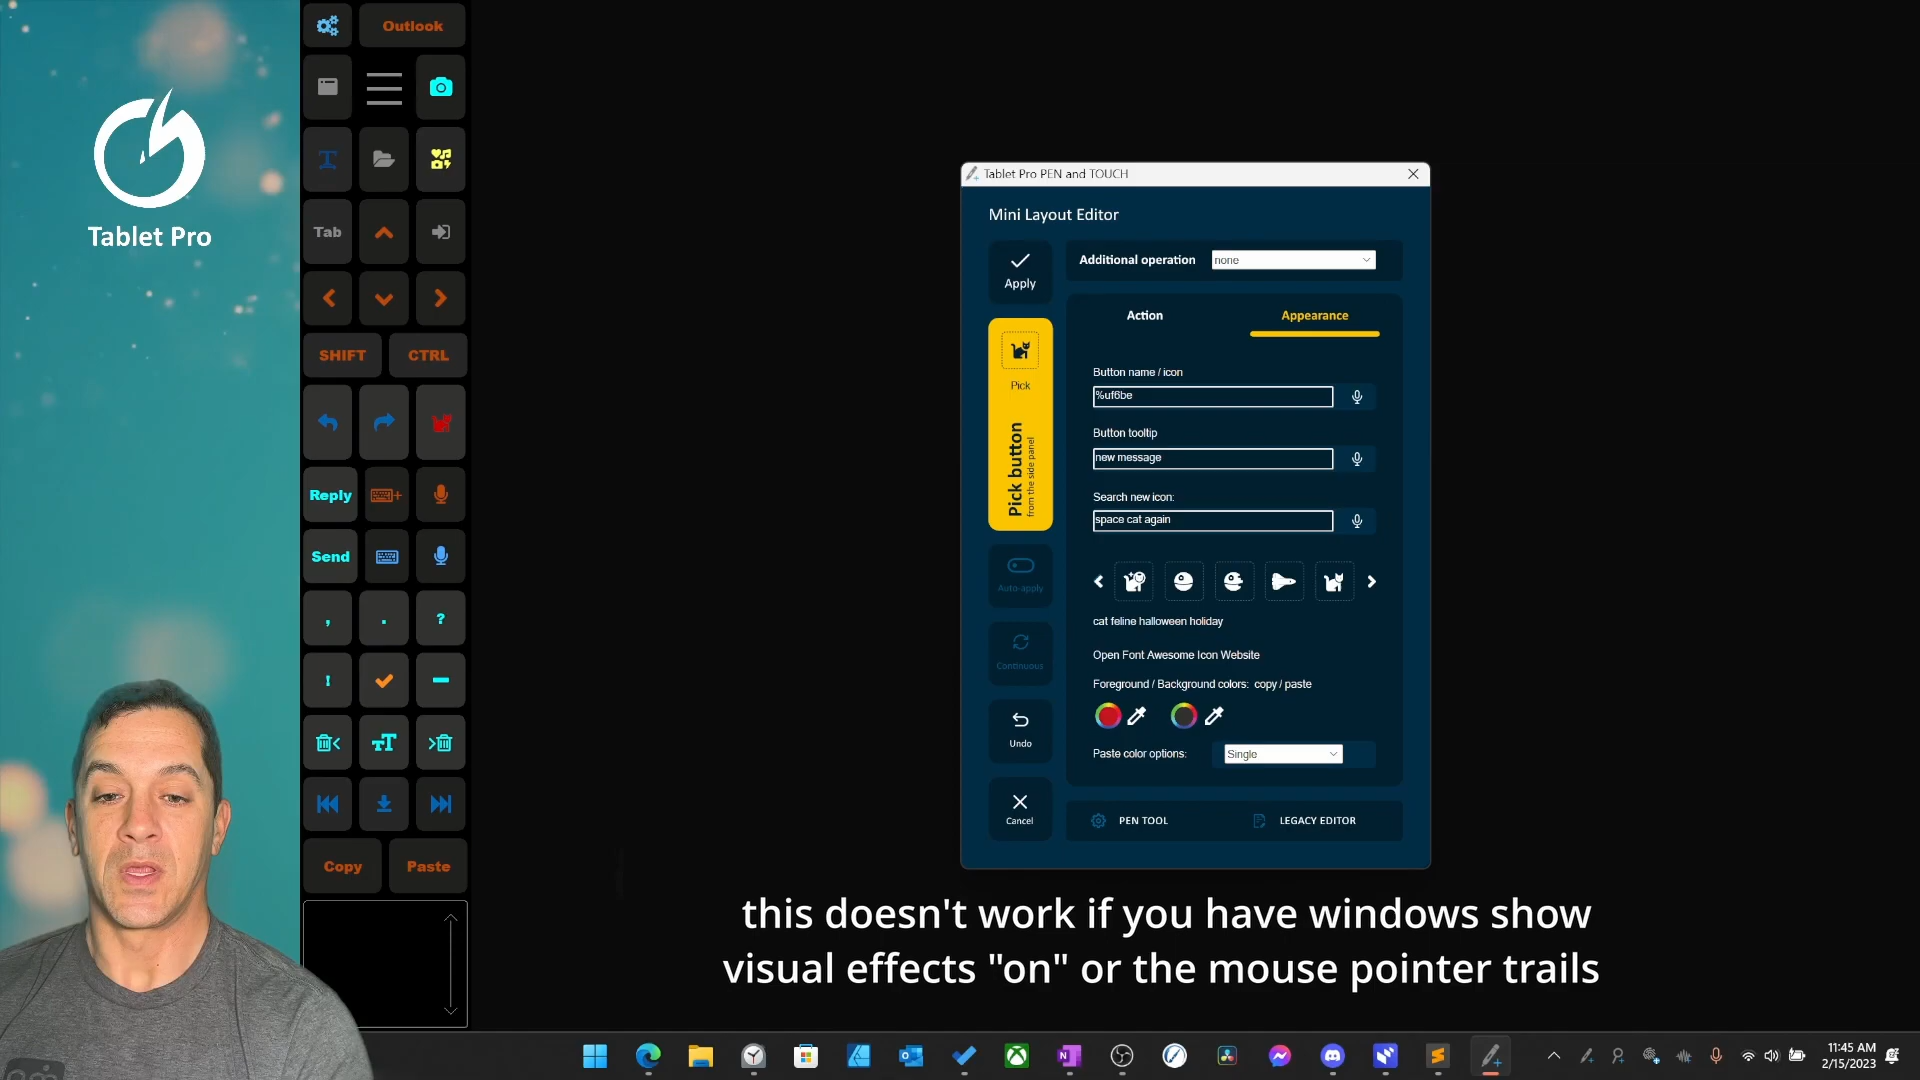 Tablet Pro
Outlook
Tab
SHIFT
CTRL
Reply
Send
,
.
?
!
Copy
Paste
Tablet Pro PEN and TOUCH
Mini Layout Editor
Apply
Additional operation
none
Pick
Pick button
from the side panel
Action
Appearance
Button name / icon
%uf6be
Button tooltip
new message
Search new icon:
space cat again
Auto-apply
cat feline halloween holiday
Continuous
Open Font Awesome Icon Website
Foreground / Background colors: copy / paste
Undo
Paste color options:
Single
Cancel
PEN TOOL
LEGACY EDITOR
this doesn't work if you have windows show
visual effects "on" or the mouse pointer trails
11:45 AM
2/15/2023